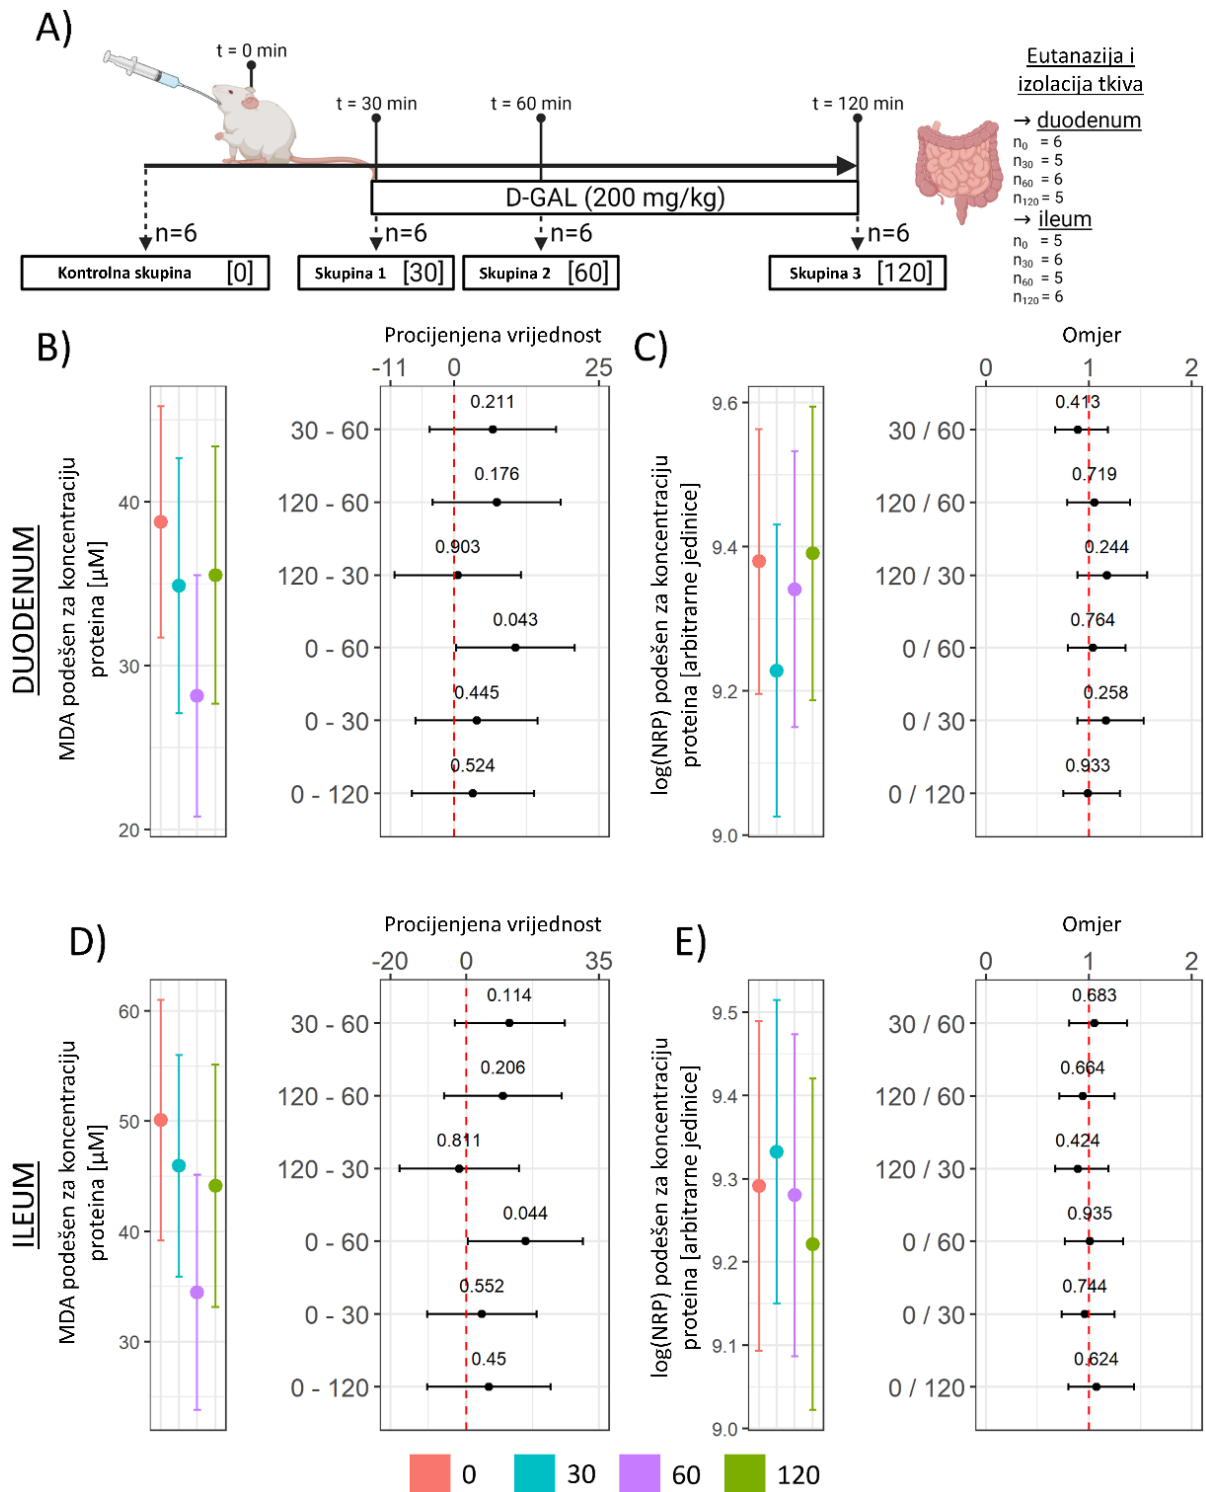 A)
t = 0 min
t = 30 min
t = 60 min
t = 120 min
D-GAL (200 mg/kg)
n=6
n=6
n=6
n=6
Kontrolna skupina [0]
Skupina 1 [30]
Skupina 2 [60]
Skupina 3 [120]
Eutanazija i
izolacija tkiva
→ duodenum
n0 = 6
n30 = 5
n60 = 6
n120 = 5
→ ileum
n0 = 5
n30 = 6
n60 = 5
n120 = 6
DUODENUM
B)
MDA podešen za koncentraciju
proteina [µM]
40
30
20
Procijenjena vrijednost
-11 0 25
30 - 60 0.211
120 - 60 0.176
120 - 30 0.903
0 - 60 0.043
0 - 30 0.445
0 - 120 0.524
C)
log(NRP) podešen za koncentraciju
proteina [arbitrarne jedinice]
9.6
9.4
9.2
9.0
Omjer
0 1 2
30 / 60 0.413
120 / 60 0.719
120 / 30 0.244
0 / 60 0.764
0 / 30 0.258
0 / 120 0.933
ILEUM
D)
MDA podešen za koncentraciju
proteina [µM]
60
50
40
30
Procijenjena vrijednost
-20 0 35
30 - 60 0.114
120 - 60 0.206
120 - 30 0.811
0 - 60 0.044
0 - 30 0.552
0 - 120 0.45
E)
log(NRP) podešen za koncentraciju
proteina [arbitrarne jedinice]
9.5
9.4
9.3
9.2
9.1
9.0
Omjer
0 1 2
30 / 60 0.683
120 / 60 0.664
120 / 30 0.424
0 / 60 0.935
0 / 30 0.744
0 / 120 0.624
0 30 60 120